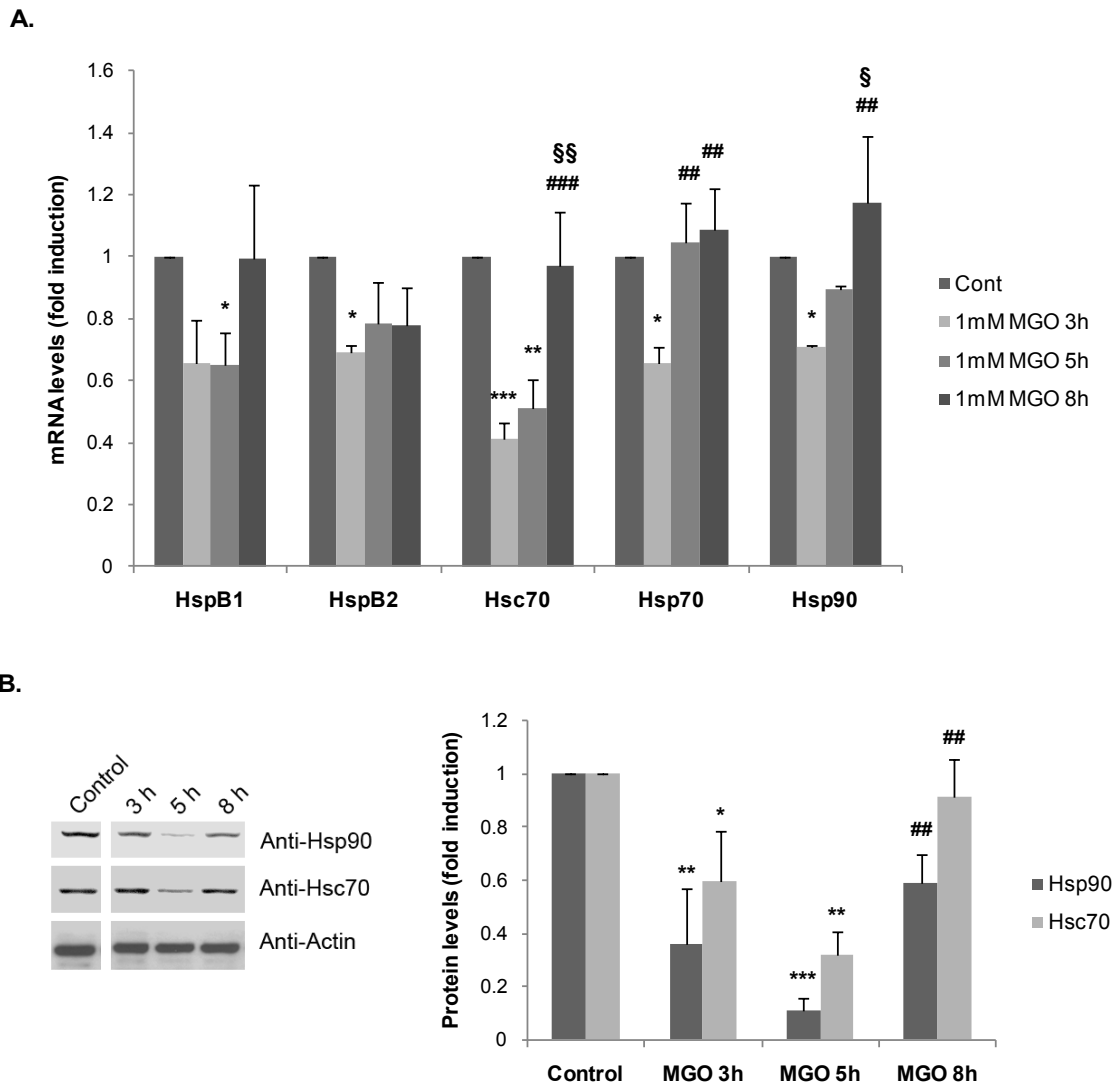 A.
mRNA levels (fold induction)
1.6
1.4
1.2
1
0.8
0.6
0.4
0.2
0
*
*
***
**
§§
###
*
##
##
*
§
##
HspB1 HspB2 Hsc70 Hsp70 Hsp90
Cont
1mM MGO 3h
1mM MGO 5h
1mM MGO 8h
B.
Control 3 h 5 h 8 h
Anti-Hsp90
Anti-Hsc70
Anti-Actin
Protein levels (fold induction)
1.2
1
0.8
0.6
0.4
0.2
0
**
*
***
**
##
##
Control MGO 3h MGO 5h MGO 8h
Hsp90
Hsc70